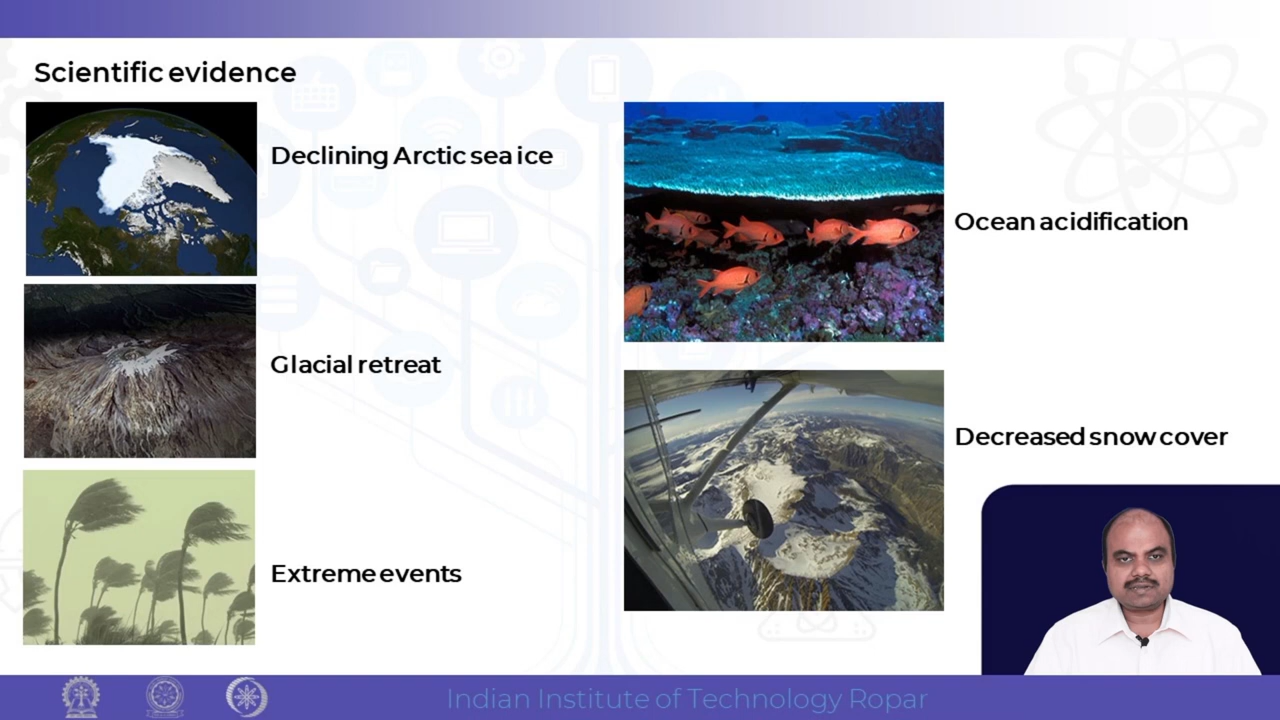 Scientific evidence
Declining Arctic sea ice
Glacial retreat
Extreme events
Ocean acidification
Decreased snow cover
Indian Institute of Technology Ropar